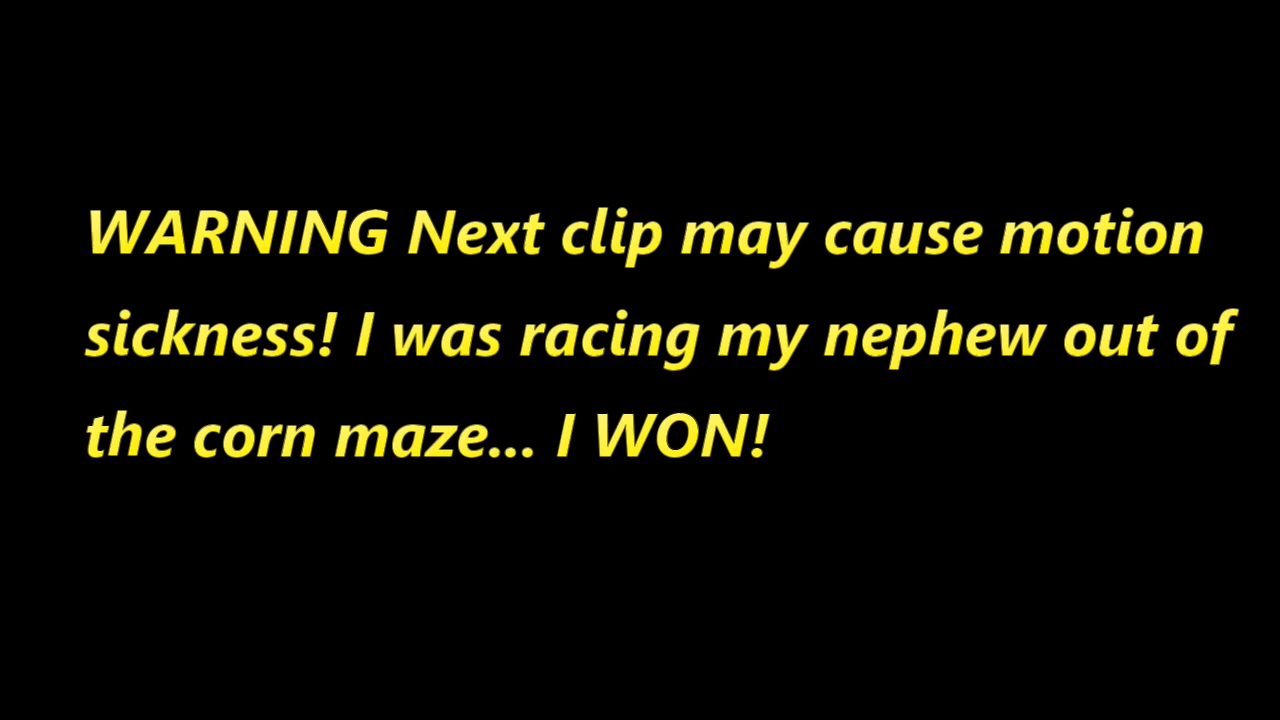 WARNING Next clip may cause motion
sickness! I was racing my nephew out of
the corn maze... I WON!